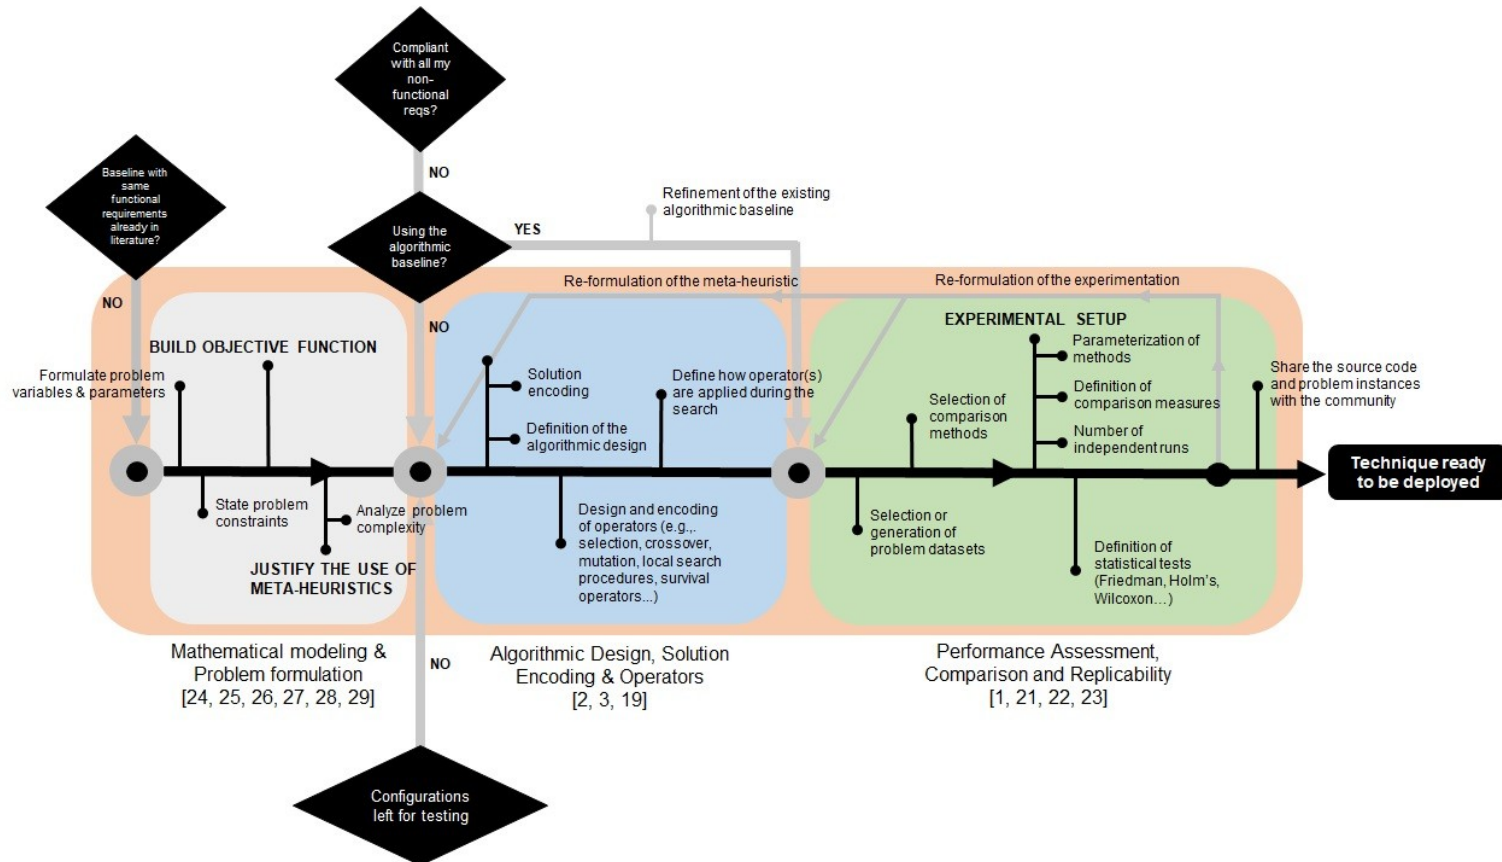 Compliant
with all my
non-
functional
reqs?
NO
Baseline with
same
functional
requirements
already in
literature?
NO
Using the
algorithmic
baseline?
YES
NO
Refinement of the existing
algorithmic baseline
Re-formulation of the meta-heuristic
Re-formulation of the experimentation
BUILD OBJECTIVE FUNCTION
Formulate problem
variables & parameters
State problem
constraints
Analyze problem
complexity
JUSTIFY THE USE OF
META-HEURISTICS
Solution
encoding
Definition of the
algorithmic design
Define how operator(s)
are applied during the
search
Design and encoding
of operators (e.g.,.
selection, crossover,
mutation, local search
procedures, survival
operators...)
EXPERIMENTAL SETUP
Parameterization of
methods
Definition of
comparison measures
Number of
independent runs
Selection of
comparison
methods
Selection or
generation of
problem datasets
Definition of
statistical tests
(Friedman, Holm's,
Wilcoxon…)
Share the source code
and problem instances
with the community
Technique ready
to be deployed
Mathematical modeling &
Problem formulation
[24, 25, 26, 27, 28, 29]
NO
Algorithmic Design, Solution
Encoding & Operators
[2, 3, 19]
Performance Assessment,
Comparison and Replicability
[1, 21, 22, 23]
Configurations
left for testing